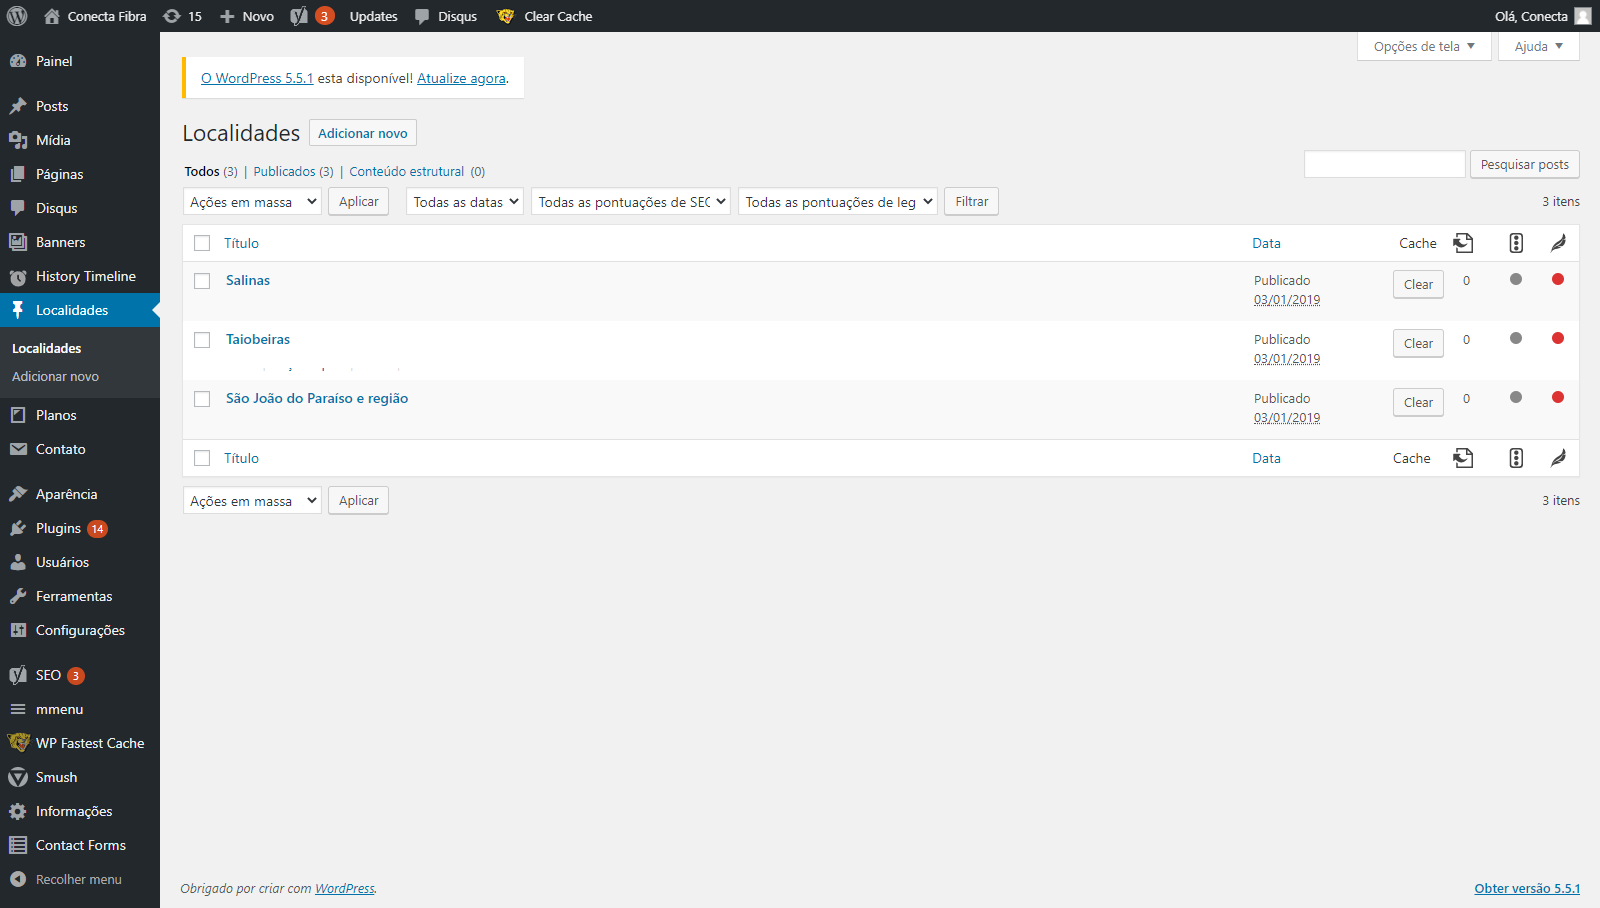 Conecta Fibra 15 Novo 3 Updates Disqus Clear Cache Olá, Conecta
Opções de tela Ajuda
Painel
Posts
Mídia
Páginas
Disqus
Banners
History Timeline
Localidades
Localidades
Adicionar novo
Planos
Contato
Aparência
Plugins 14
Usuários
Ferramentas
Configurações
SEO 3
mmenu
WP Fastest Cache
Smush
Informações
Contact Forms
Recolher menu
O WordPress 5.5.1 esta disponível! Atualize agora.
Localidades Adicionar novo
Todos (3) | Publicados (3) | Conteúdo estrutural (0)
Pesquisar posts
Ações em massa Aplicar Todas as datas Todas as pontuações de SEC Todas as pontuações de leg Filtrar 3 itens
Título Data Cache
Salinas Publicado Clear 0
03/01/2019
Taiobeiras Publicado Clear 0
03/01/2019
São João do Paraíso e região Publicado Clear 0
03/01/2019
Título Data Cache
Ações em massa Aplicar 3 itens
Obrigado por criar com WordPress. Obter versão 5.5.1